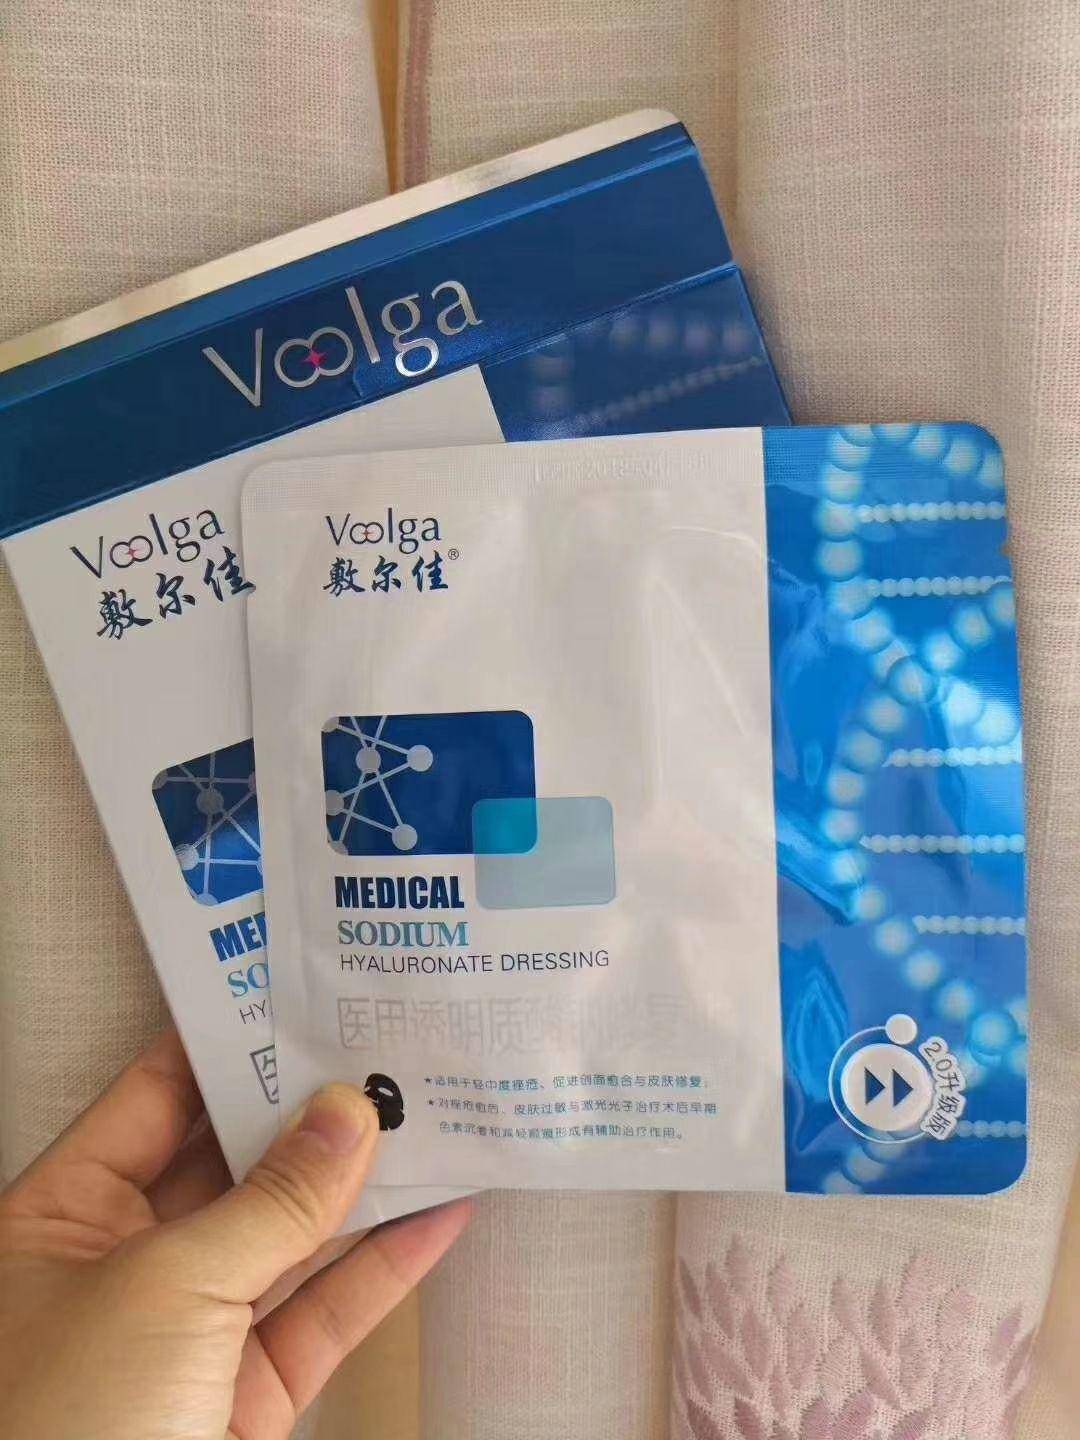 Voolga
Voolga
敷尔佳
MED
SO
HY
Voolga
敷尔佳®
MEDICAL
SODIUM
HYALURONATE DRESSING
医用透明质酸钠修复
★适用于轻中度痤疮、促进创面愈合与皮肤修复；
★对痤疮愈后、皮肤过敏与激光光子治疗术后早期
色素沉着和减轻瘢痕形成有辅助治疗作用。
2.0升级版